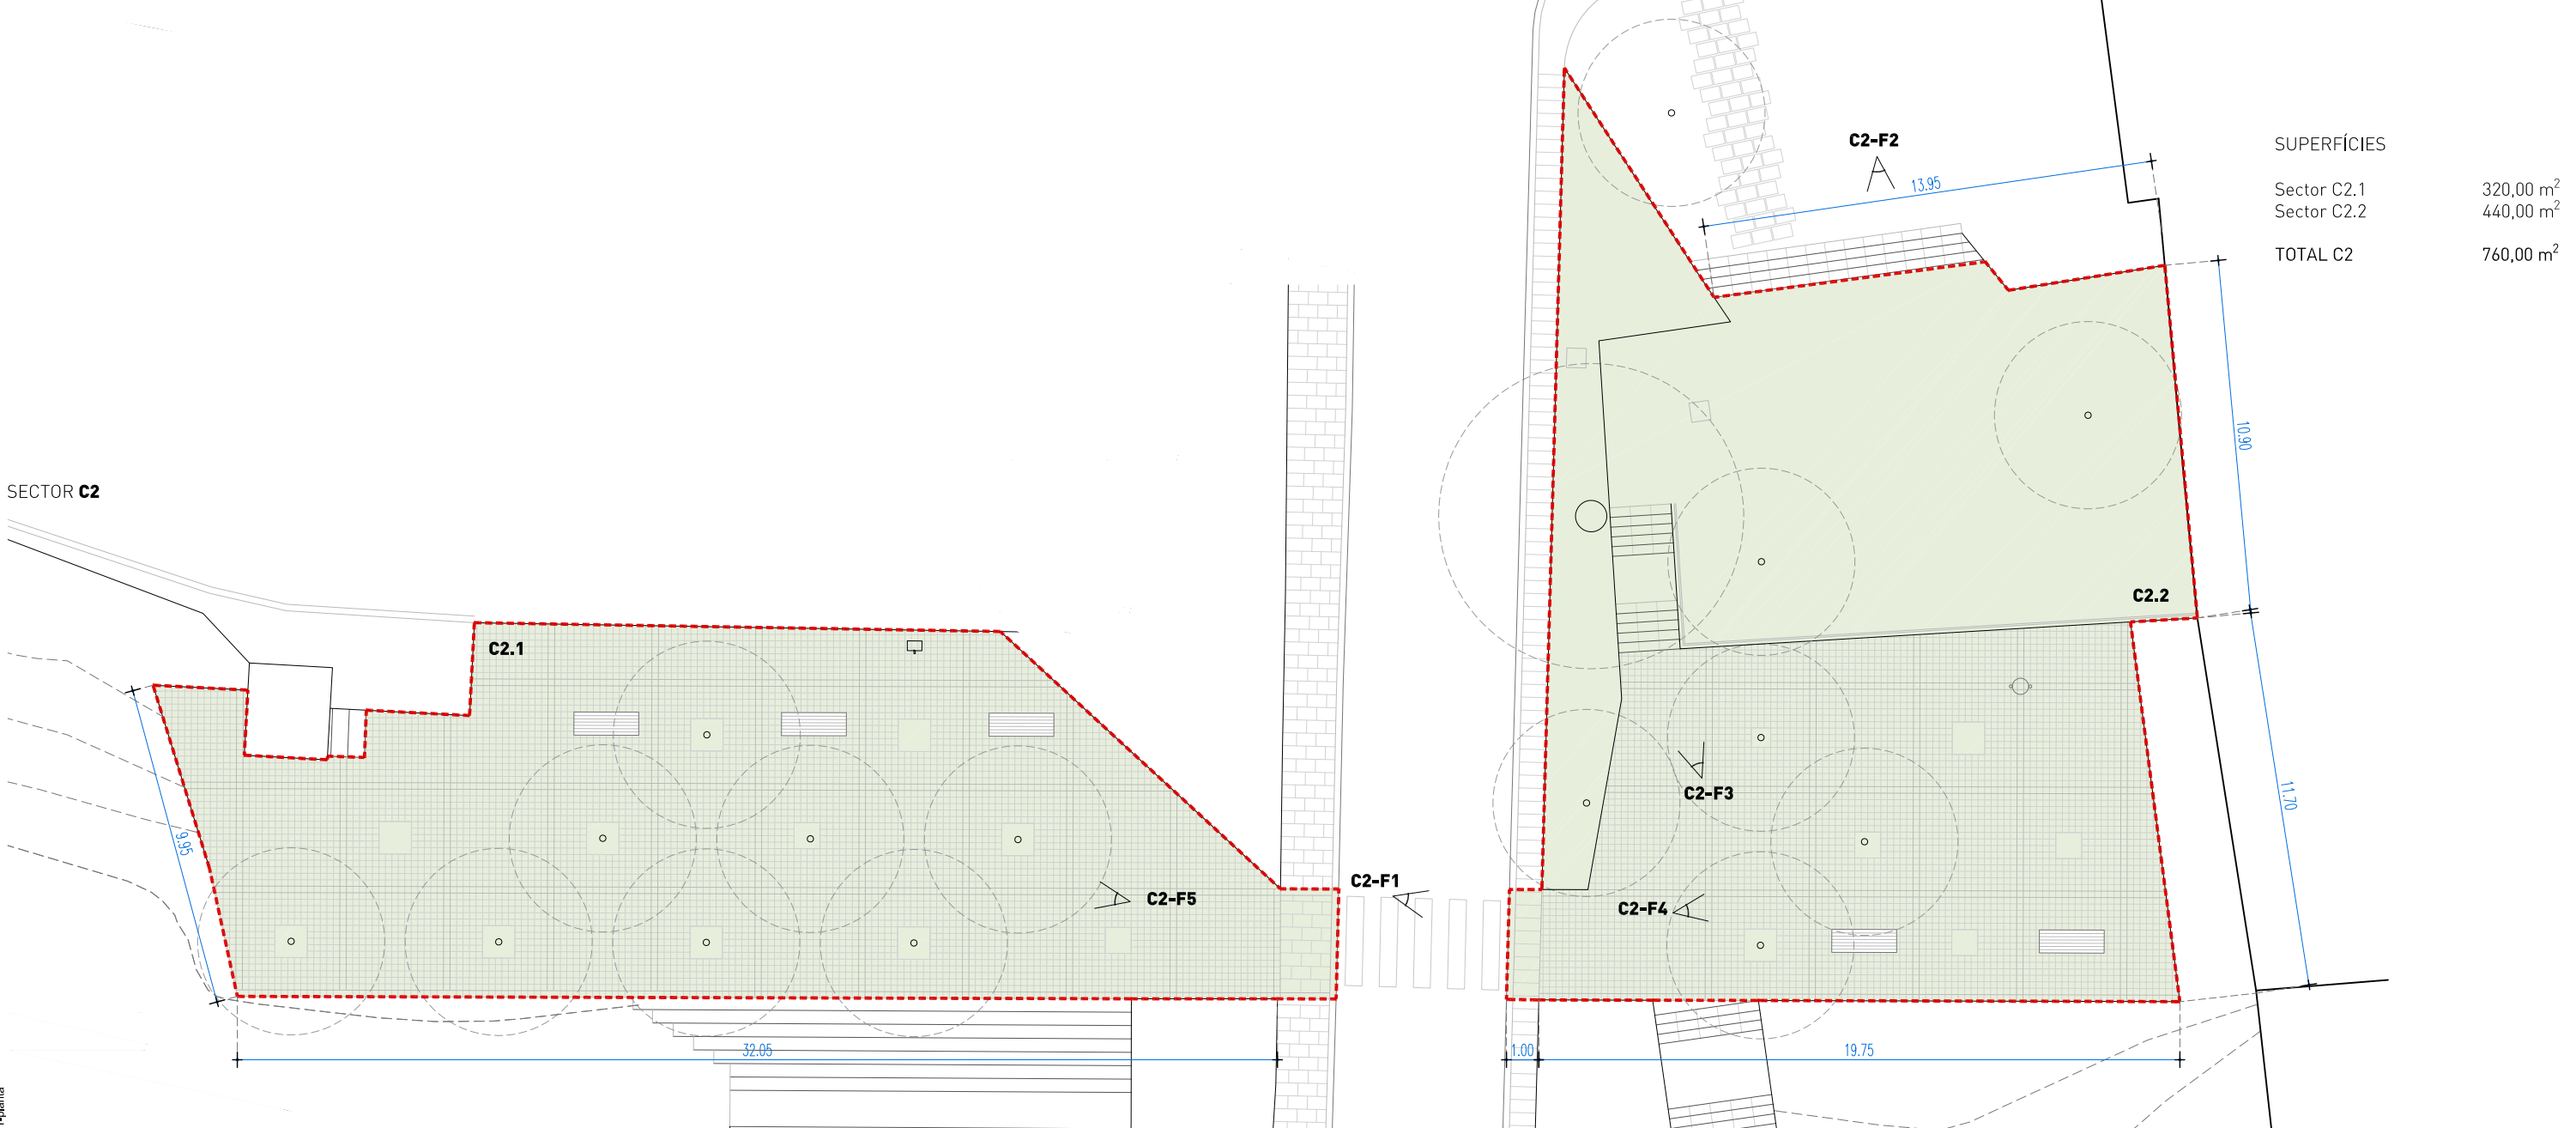 SECTOR C2
C2.1
C2.2
C2-F1
C2-F2
C2-F3
C2-F4
C2-F5
9.95
32.05
1.00
19.75
13.95
10.90
11.70
SUPERFÍCIES
Sector C2.1 320,00 m²
Sector C2.2 440,00 m²
TOTAL C2 760,00 m²